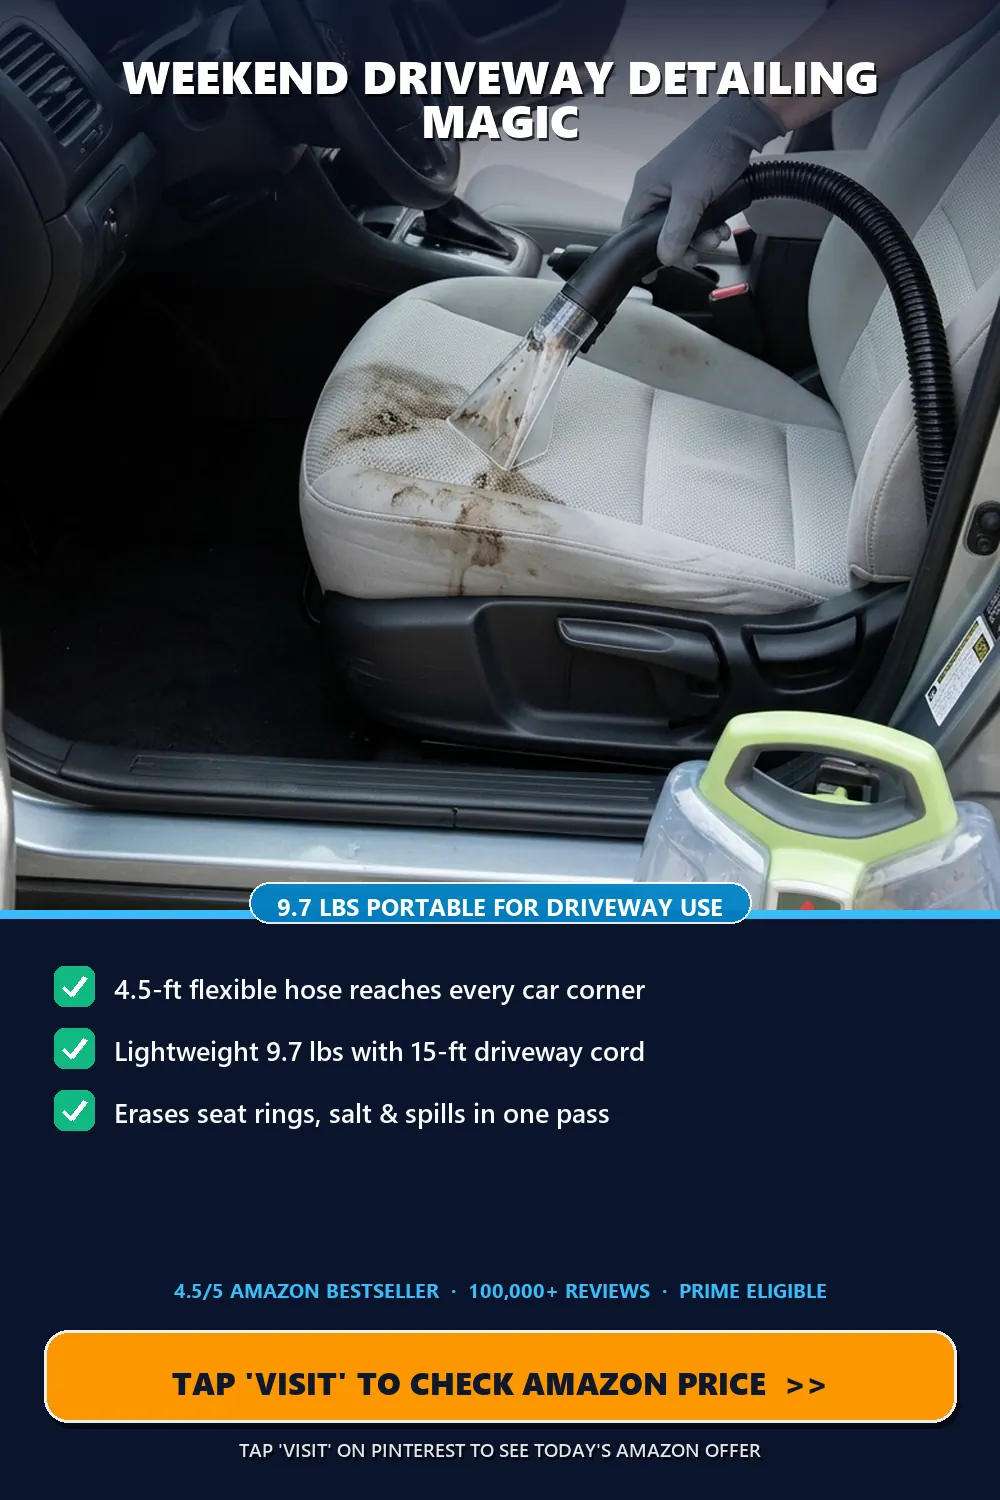 WEEKEND DRIVEWAY DETAILING
MAGIC
9.7 LBS PORTABLE FOR DRIVEWAY USE
4.5-ft flexible hose reaches every car corner
Lightweight 9.7 lbs with 15-ft driveway cord
Erases seat rings, salt & spills in one pass
4.5/5 AMAZON BESTSELLER · 100,000+ REVIEWS · PRIME ELIGIBLE
TAP 'VISIT' TO CHECK AMAZON PRICE >>
TAP 'VISIT' ON PINTEREST TO SEE TODAY'S AMAZON OFFER